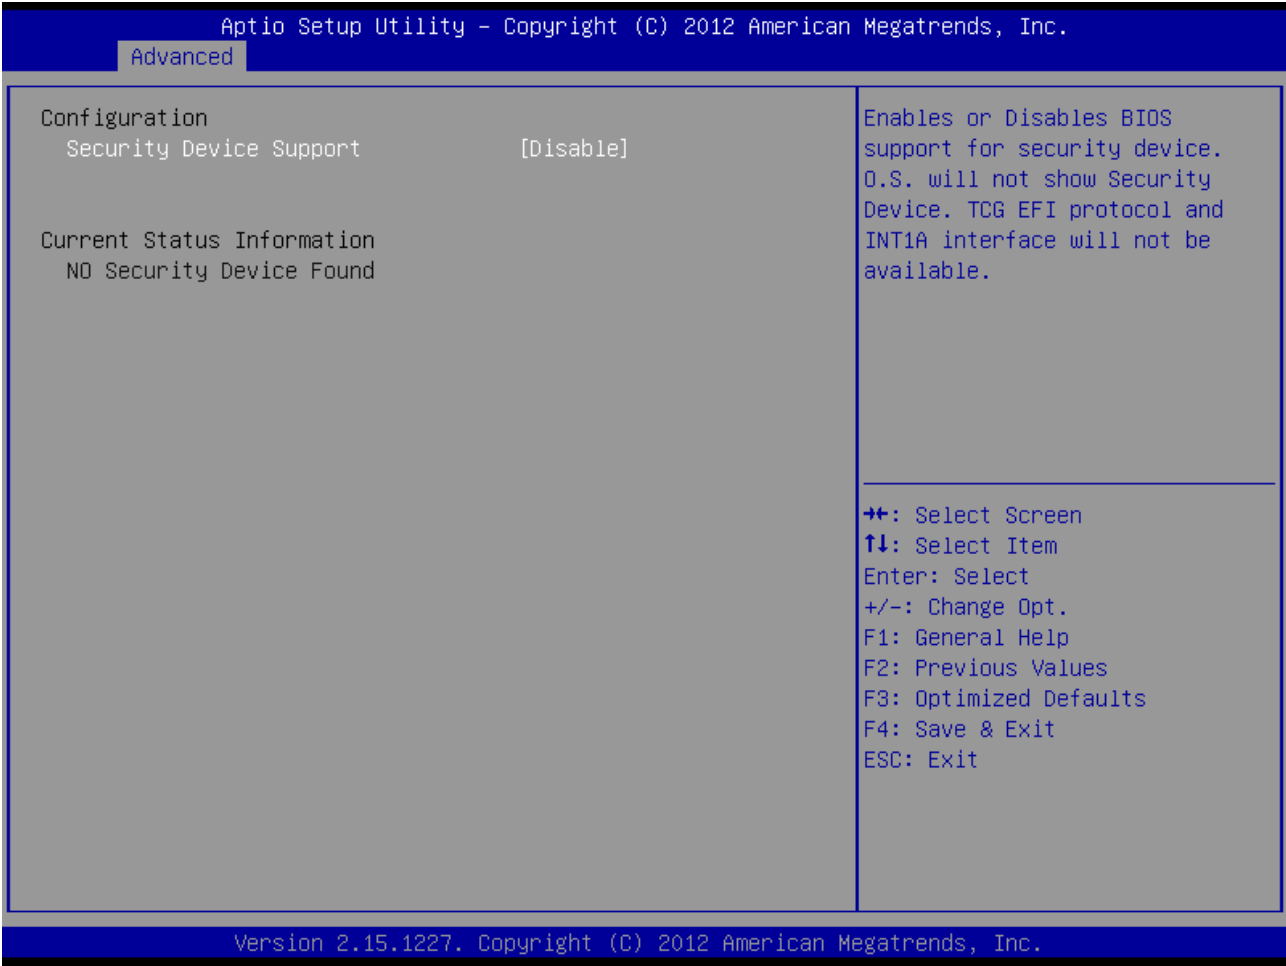 Aptio Setup Utility – Copyright (C) 2012 American Megatrends, Inc.
Advanced
Configuration
Security Device Support [Disable]
Current Status Information
NO Security Device Found
Enables or Disables BIOS
support for security device.
O.S. will not show Security
Device. TCG EFI protocol and
INT1A interface will not be
available.
→←: Select Screen
↑↓: Select Item
Enter: Select
+/-: Change Opt.
F1: General Help
F2: Previous Values
F3: Optimized Defaults
F4: Save & Exit
ESC: Exit
Version 2.15.1227. Copyright (C) 2012 American Megatrends, Inc.